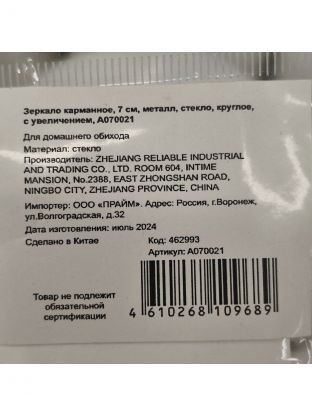 Зеркало карманное, 7 см, металл, стекло, круглое,
с увеличением, A070021
Для домашнего обихода
Материал: стекло
Производитель: ZHEJIANG RELIABLE INDUSTRIAL
AND TRADING CO., LTD. ROOM 604, INTIME
MANSION, No.2388, EAST ZHONGSHAN ROAD,
NINGBO CITY, ZHEJIANG PROVINCE, CHINA
Импортер: ООО «ПРАЙМ». Адрес: Россия, г.Воронеж,
ул.Волгоградская, д.32
Дата изготовления: июль 2024
Сделано в Китае Код: 462993
Артикул: A070021
Товар не подлежит
обязательной
сертификации
4 610268 109689